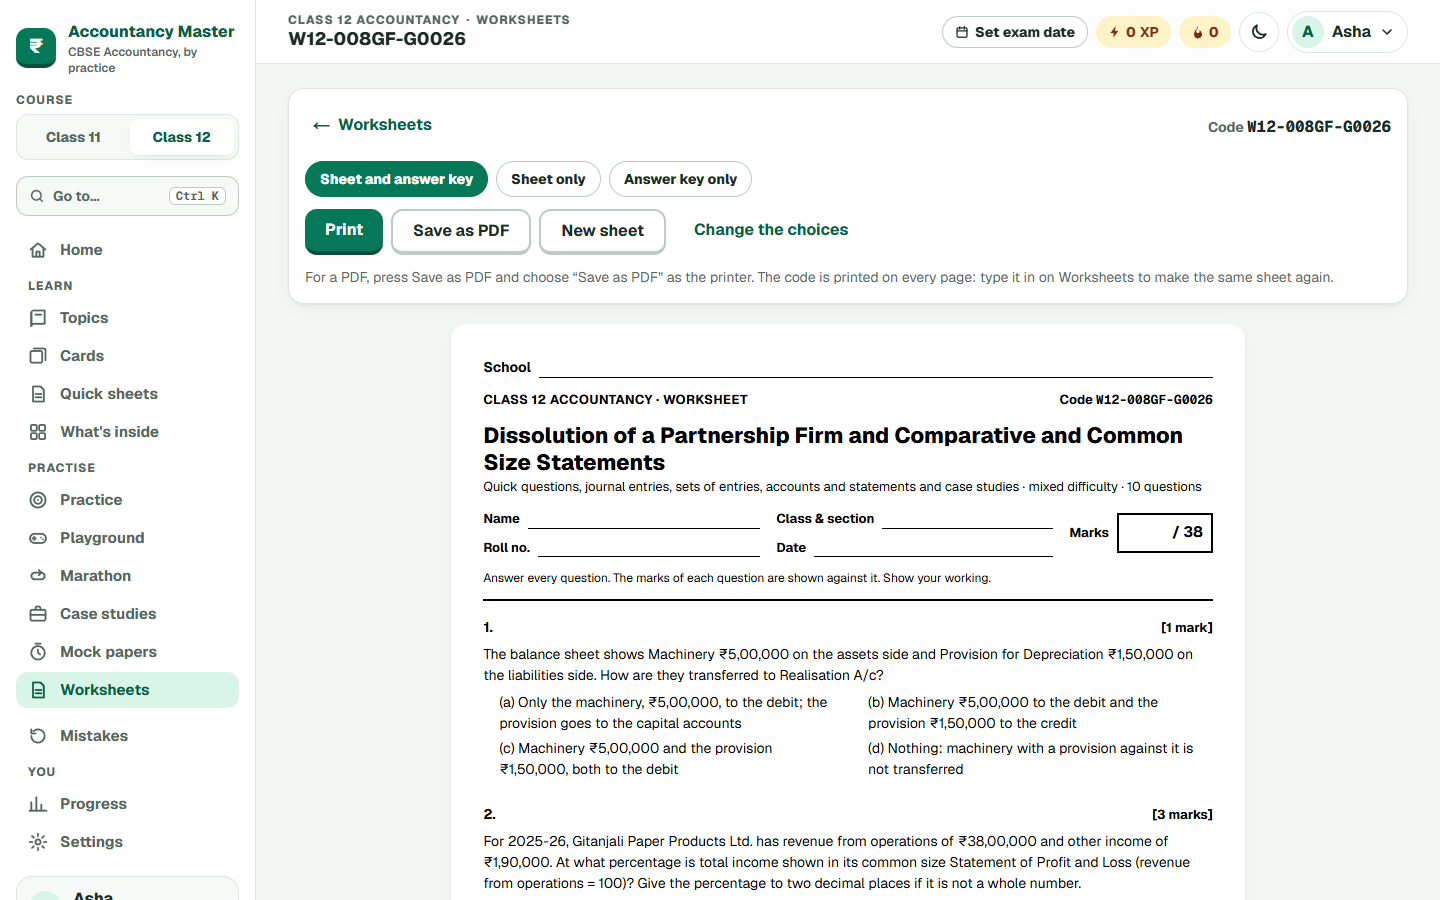 Accountancy Master
CBSE Accountancy, by
practice
COURSE
Class 11
Class 12
Go to...
Ctrl K
Home
LEARN
Topics
Cards
Quick sheets
What's inside
PRACTISE
Practice
Playground
Marathon
Case studies
Mock papers
Worksheets
Mistakes
YOU
Progress
Settings
Asha
CLASS 12 ACCOUNTANCY · WORKSHEETS
W12-008GF-G0026
Set exam date
0 XP
0
A
Asha
← Worksheets
Code W12-008GF-G0026
Sheet and answer key
Sheet only
Answer key only
Print
Save as PDF
New sheet
Change the choices
For a PDF, press Save as PDF and choose “Save as PDF” as the printer. The code is printed on every page: type it in on Worksheets to make the same sheet again.
School
CLASS 12 ACCOUNTANCY · WORKSHEET
Code W12-008GF-G0026
Dissolution of a Partnership Firm and Comparative and Common
Size Statements
Quick questions, journal entries, sets of entries, accounts and statements and case studies · mixed difficulty · 10 questions
Name
Class & section
Marks
/ 38
Roll no.
Date
Answer every question. The marks of each question are shown against it. Show your working.
1.
[1 mark]
The balance sheet shows Machinery ₹5,00,000 on the assets side and Provision for Depreciation ₹1,50,000 on
the liabilities side. How are they transferred to Realisation A/c?
(a) Only the machinery, ₹5,00,000, to the debit; the
provision goes to the capital accounts
(b) Machinery ₹5,00,000 to the debit and the
provision ₹1,50,000 to the credit
(c) Machinery ₹5,00,000 and the provision
₹1,50,000, both to the debit
(d) Nothing: machinery with a provision against it is
not transferred
2.
[3 marks]
For 2025-26, Gitanjali Paper Products Ltd. has revenue from operations of ₹38,00,000 and other income of
₹1,90,000. At what percentage is total income shown in its common size Statement of Profit and Loss (revenue
from operations = 100)? Give the percentage to two decimal places if it is not a whole number.